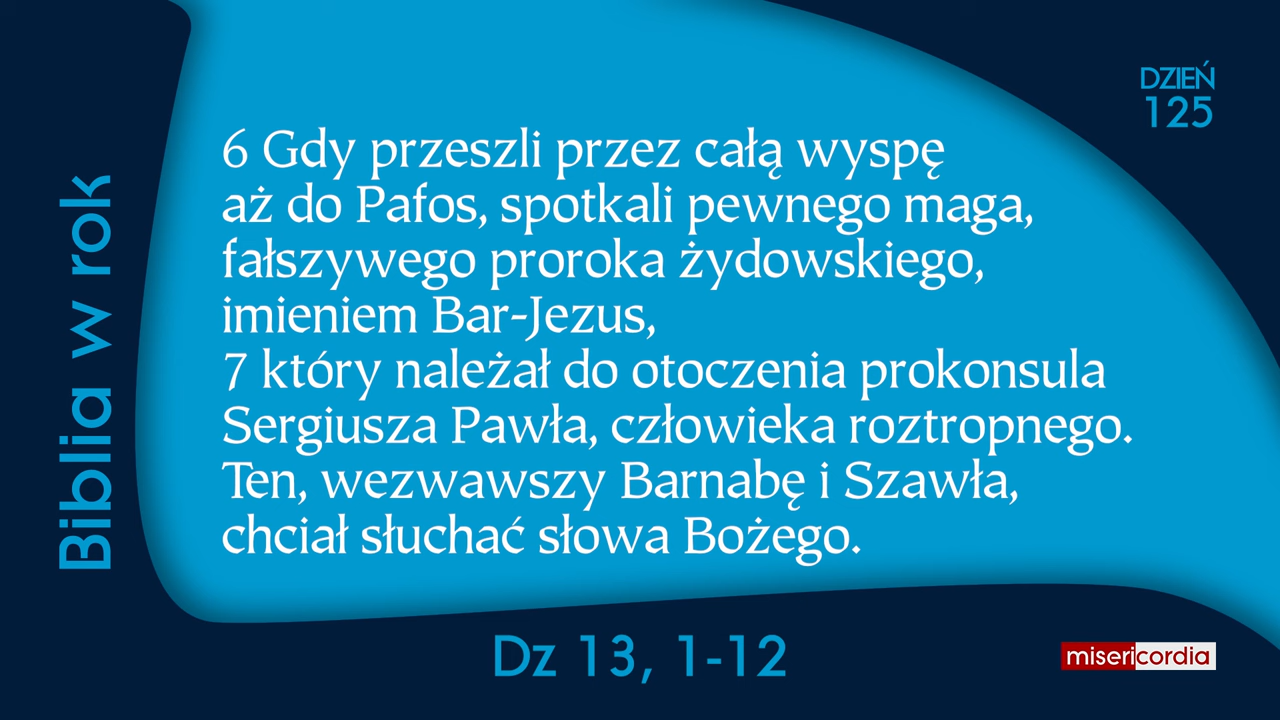 DZIEŃ
125
6 Gdy przeszli przez całą wyspę
aż do Pafos, spotkali pewnego maga,
fałszywego proroka żydowskiego,
imieniem Bar-Jezus,
7 który należał do otoczenia prokonsula
Sergiusza Pawła, człowieka roztropnego.
Ten, wezwawszy Barnabę i Szawła,
chciał słuchać słowa Bożego.
Biblia w rok
Dz 13, 1-12
misericordia